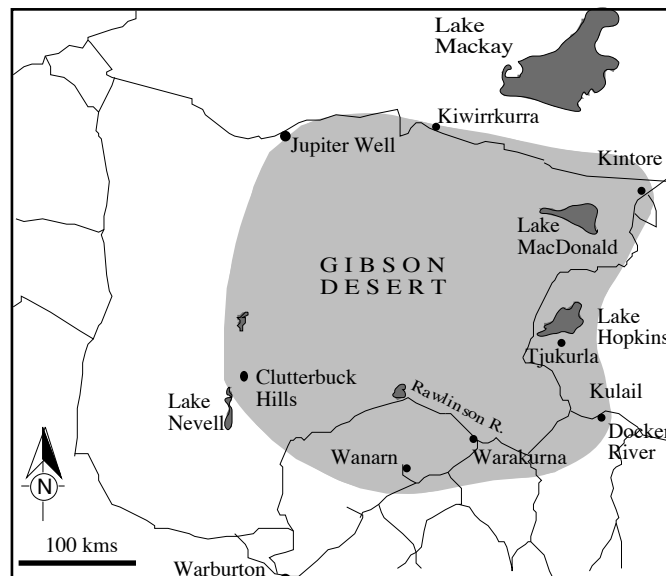 Lake
Mackay
Kiwirrkurra
Jupiter Well
Kintore
Lake
MacDonald
GIBSON
DESERT
Lake
Hopkins
Tjukurla
Clutterbuck
Hills
Lake
Nevell
Rawlinson R.
Kulail
Docker
River
Wanarn
Warakurna
N
100 kms
Warburton